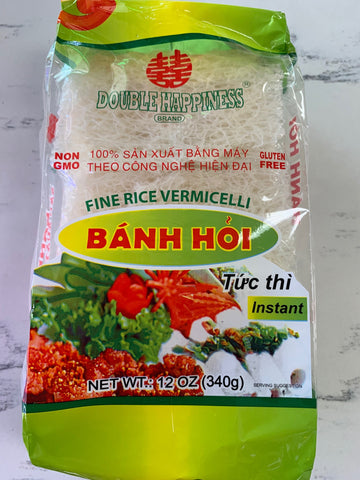 囍
DOUBLE HAPPINESS
BRAND
NON
GMO
100% SẢN XUẤT BẰNG MÁY
THEO CÔNG NGHỆ HIỆN ĐẠI
GLUTEN
FREE
FINE RICE VERMICELLI
BÁNH HỎI
Tức thì
Instant
NET WT.: 12 OZ (340g)
SERVING SUGGESTION